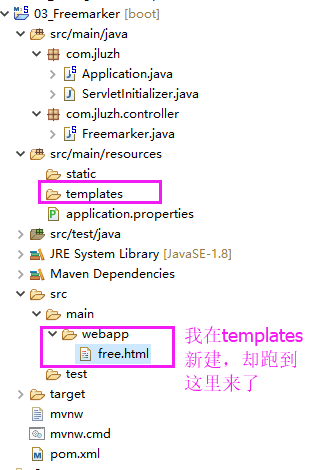 03_Freemarker [boot]
src/main/java
com.jluzh
Application.java
ServletInitializer.java
com.jluzh.controller
Freemarker.java
src/main/resources
static
templates
application.properties
src/test/java
JRE System Library [JavaSE-1.8]
Maven Dependencies
src
main
webapp
free.html
test
target
mvnw
mvnw.cmd
pom.xml
我在templates
新建，却跑到
这里来了